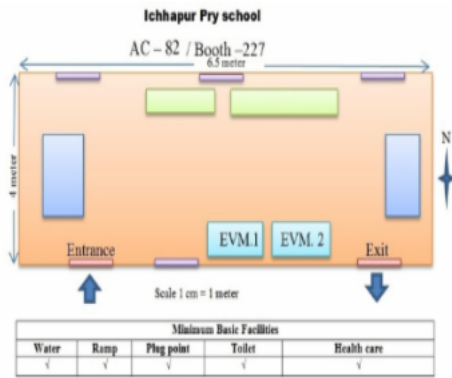 Ichhapur Pry school
AC – 82 / Booth –227
6.5 meter
4 meter
N
EVM.1 EVM. 2
Entrance Exit
Scale 1 cm = 1 meter
Minimum Basic Facilities
Water Ramp Plug point Toilet Health care
√ √ √ √ √